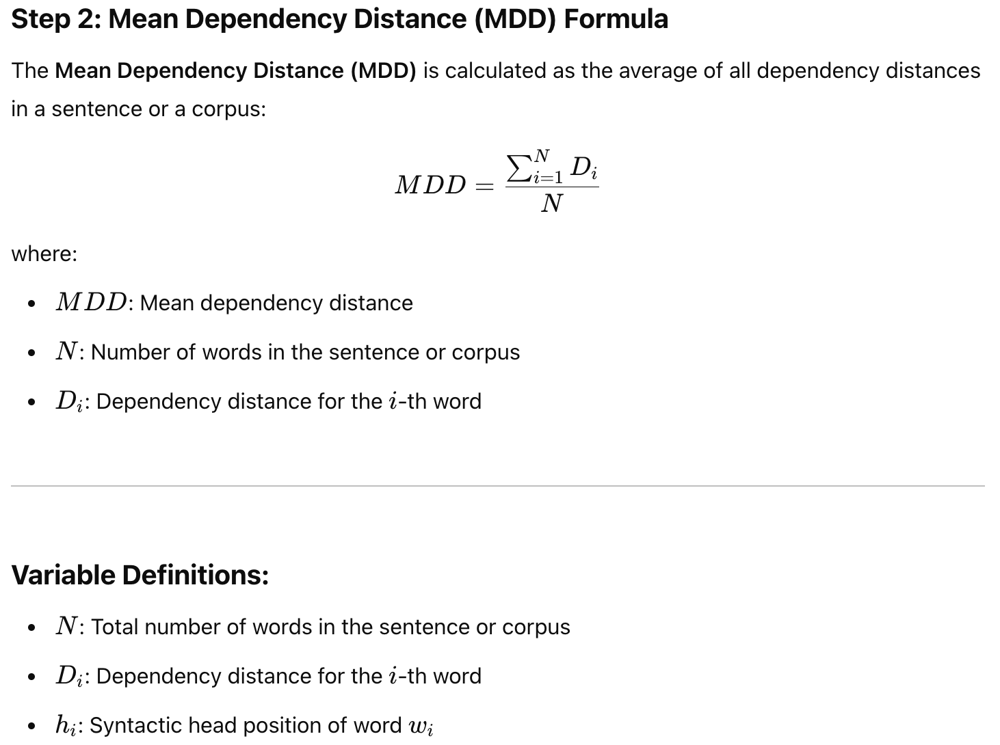 Step 2: Mean Dependency Distance (MDD) Formula
The Mean Dependency Distance (MDD) is calculated as the average of all dependency distances
in a sentence or a corpus:
$MDD = \frac{\sum_{i=1}^{N} D_i}{N}$
where:
• $MDD$: Mean dependency distance
• $N$: Number of words in the sentence or corpus
• $D_i$: Dependency distance for the $i$-th word
Variable Definitions:
• $N$: Total number of words in the sentence or corpus
• $D_i$: Dependency distance for the $i$-th word
• $h_i$: Syntactic head position of word $w_i$